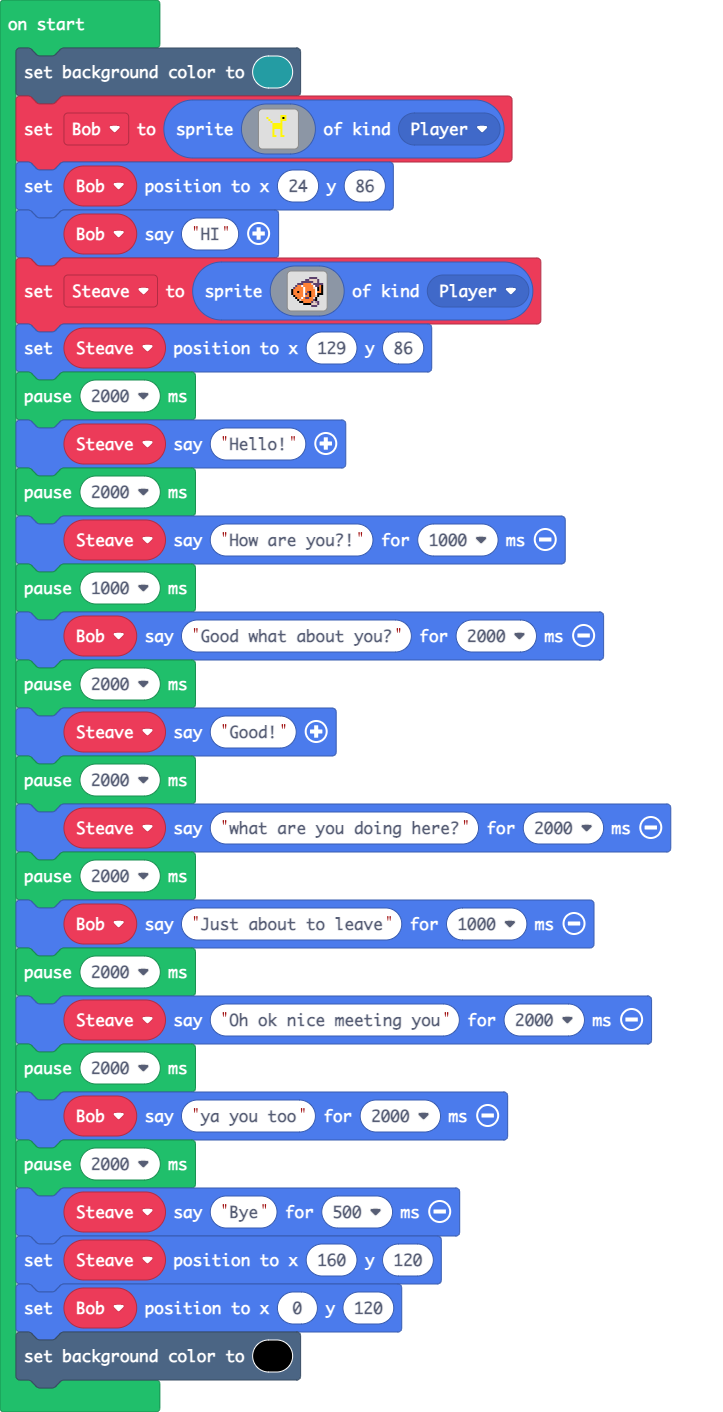 on start
set background color to
set Bob to sprite of kind Player
set Bob position to x 24 y 86
Bob say "HI"
set Steave to sprite of kind Player
set Steave position to x 129 y 86
pause 2000 ms
Steave say "Hello!"
pause 2000 ms
Steave say "How are you?!" for 1000 ms
pause 1000 ms
Bob say "Good what about you?" for 2000 ms
pause 2000 ms
Steave say "Good!"
pause 2000 ms
Steave say "what are you doing here?" for 2000 ms
pause 2000 ms
Bob say "Just about to leave" for 1000 ms
pause 2000 ms
Steave say "Oh ok nice meeting you" for 2000 ms
pause 2000 ms
Bob say "ya you too" for 2000 ms
pause 2000 ms
Steave say "Bye" for 500 ms
set Steave position to x 160 y 120
set Bob position to x 0 y 120
set background color to